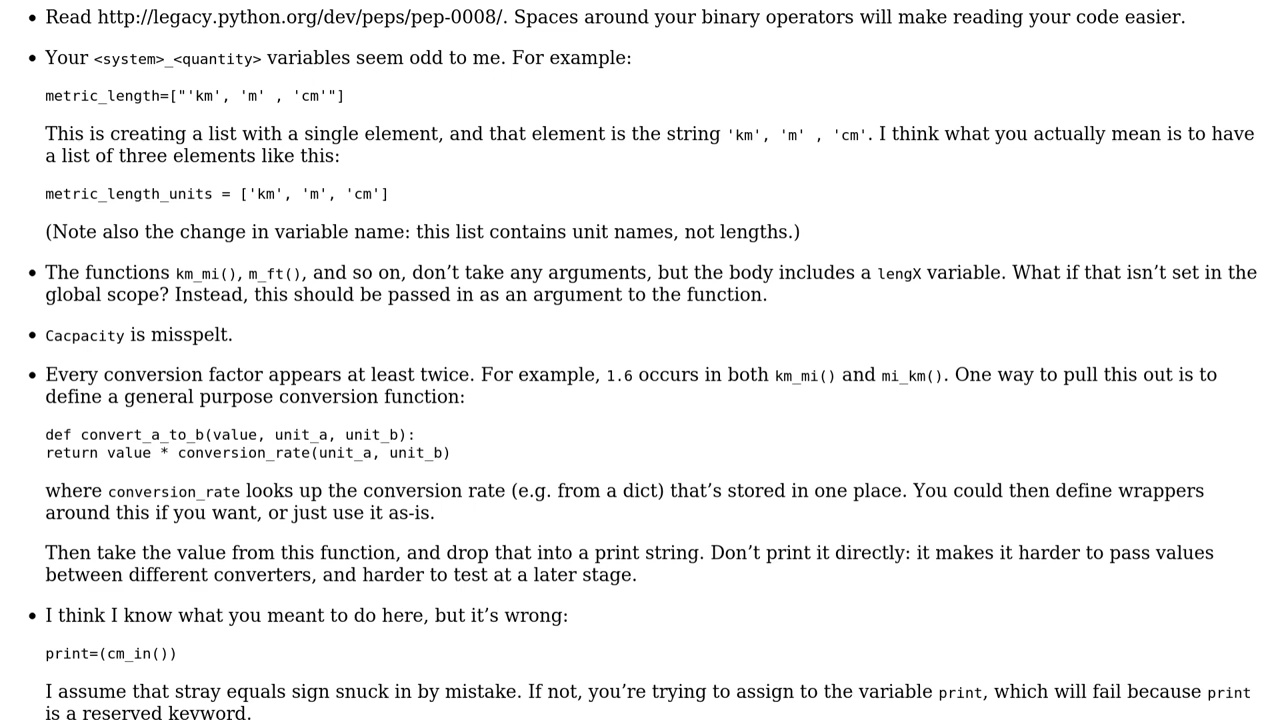 • Read http://legacy.python.org/dev/peps/pep-0008/. Spaces around your binary operators will make reading your code easier.
• Your <system>_<quantity> variables seem odd to me. For example:
metric_length=["'km', 'm' , 'cm'"]
This is creating a list with a single element, and that element is the string 'km', 'm' , 'cm'. I think what you actually mean is to have
a list of three elements like this:
metric_length_units = ['km', 'm', 'cm']
(Note also the change in variable name: this list contains unit names, not lengths.)
• The functions km_mi(), m_ft(), and so on, don’t take any arguments, but the body includes a lengX variable. What if that isn’t set in the
global scope? Instead, this should be passed in as an argument to the function.
• Cacpacity is misspelt.
• Every conversion factor appears at least twice. For example, 1.6 occurs in both km_mi() and mi_km(). One way to pull this out is to
define a general purpose conversion function:
def convert_a_to_b(value, unit_a, unit_b):
return value * conversion_rate(unit_a, unit_b)
where conversion_rate looks up the conversion rate (e.g. from a dict) that’s stored in one place. You could then define wrappers
around this if you want, or just use it as-is.
Then take the value from this function, and drop that into a print string. Don’t print it directly: it makes it harder to pass values
between different converters, and harder to test at a later stage.
• I think I know what you meant to do here, but it’s wrong:
print=(cm_in())
I assume that stray equals sign snuck in by mistake. If not, you’re trying to assign to the variable print, which will fail because print
is a reserved keyword.